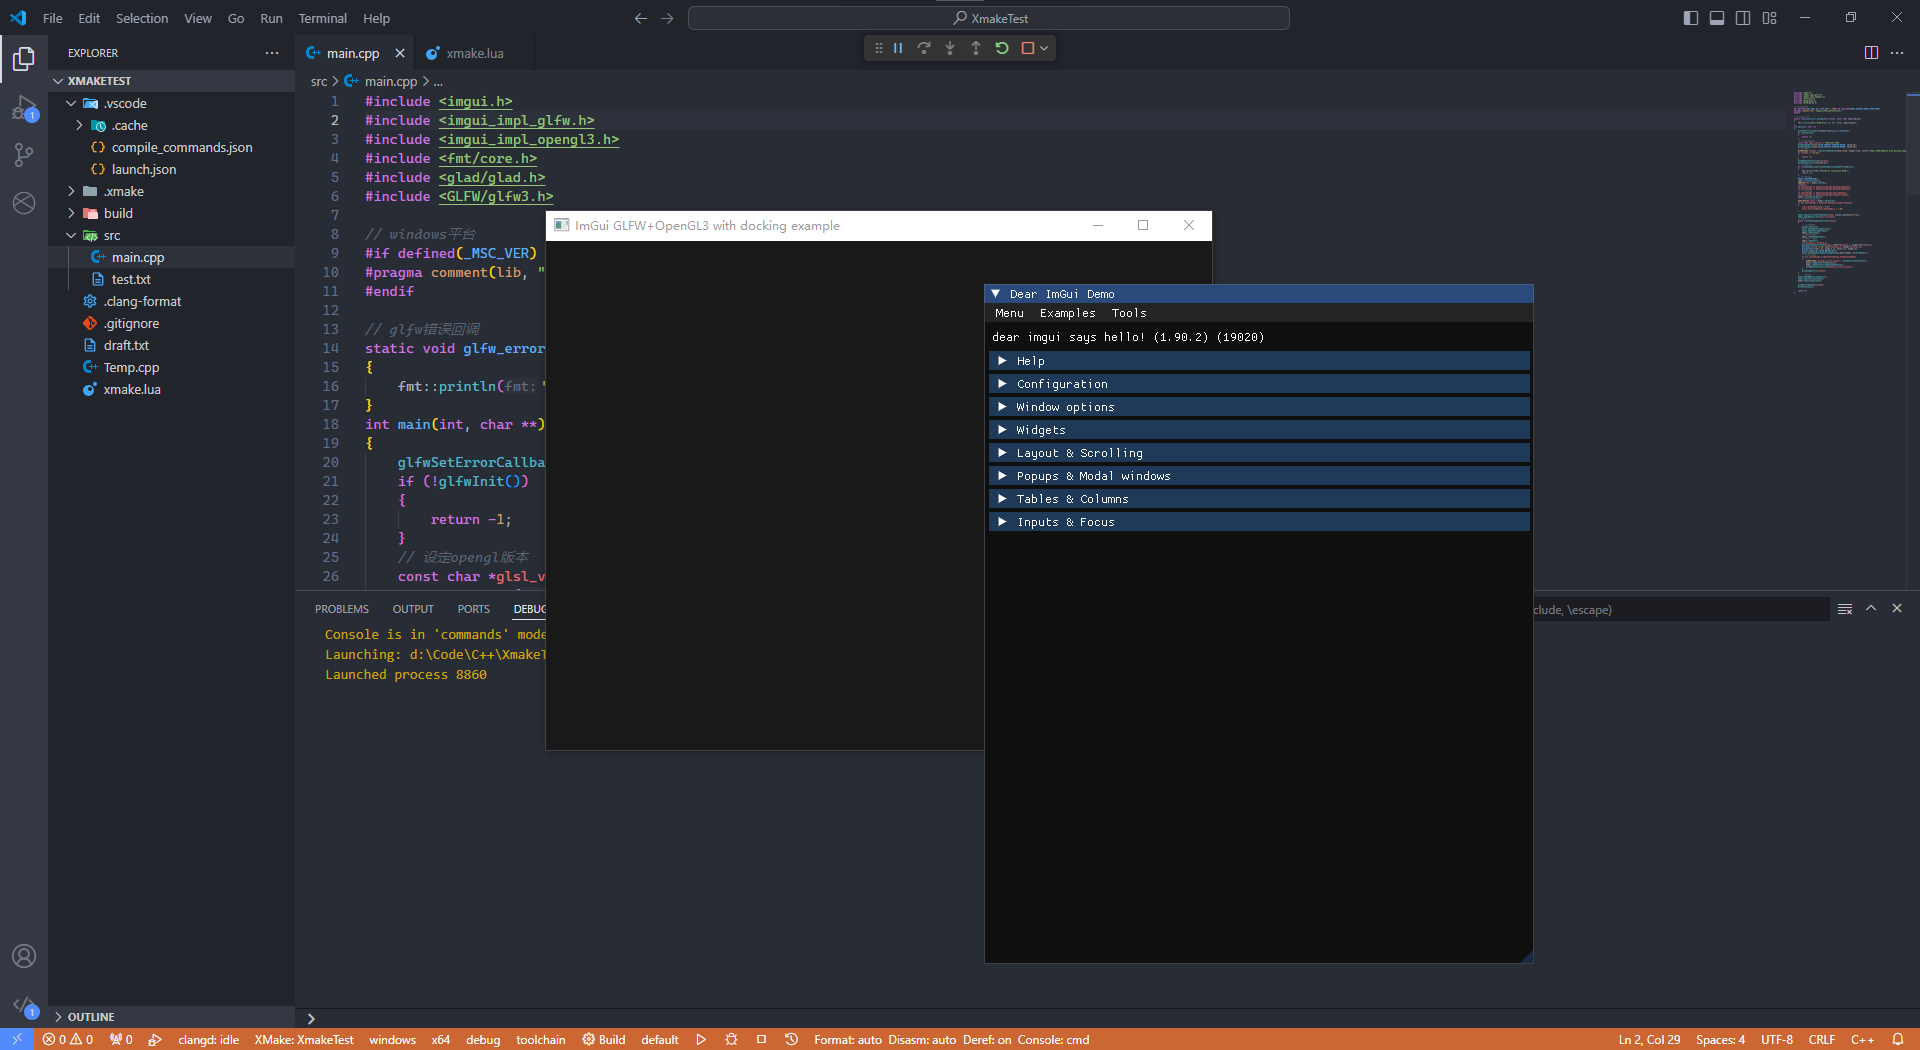 File Edit Selection View Go Run Terminal Help
XmakeTest
EXPLORER
XMAKETEST
.vscode
.cache
compile_commands.json
launch.json
.xmake
build
src
main.cpp
test.txt
.clang-format
.gitignore
draft.txt
Temp.cpp
xmake.lua
OUTLINE
main.cpp
xmake.lua
src > main.cpp > ...
1 #include <imgui.h>
2 #include <imgui_impl_glfw.h>
3 #include <imgui_impl_opengl3.h>
4 #include <fmt/core.h>
5 #include <glad/glad.h>
6 #include <GLFW/glfw3.h>
7
8 // windows平台
9 #if defined(_MSC_VER)
10 #pragma comment(lib, "
11 #endif
12
13 // glfw错误回调
14 static void glfw_error
15 {
16 fmt::println(fmt:"
17 }
18 int main(int, char **)
19 {
20 glfwSetErrorCallba
21 if (!glfwInit())
22 {
23 return -1;
24 }
25 // 设定opengl版本
26 const char *glsl_v
ImGui GLFW+OpenGL3 with docking example
Dear ImGui Demo
Menu Examples Tools
dear imgui says hello! (1.90.2) (19020)
Help
Configuration
Window options
Widgets
Layout & Scrolling
Popups & Modal windows
Tables & Columns
Inputs & Focus
PROBLEMS OUTPUT PORTS DEBUG
clude, \escape)
Console is in 'commands' mode
Launching: d:\Code\C++\XmakeT
Launched process 8860
0 0 0 clangd: idle XMake: XmakeTest windows x64 debug toolchain Build default Format: auto Disasm: auto Deref: on Console: cmd Ln 2, Col 29 Spaces: 4 UTF-8 CRLF C++